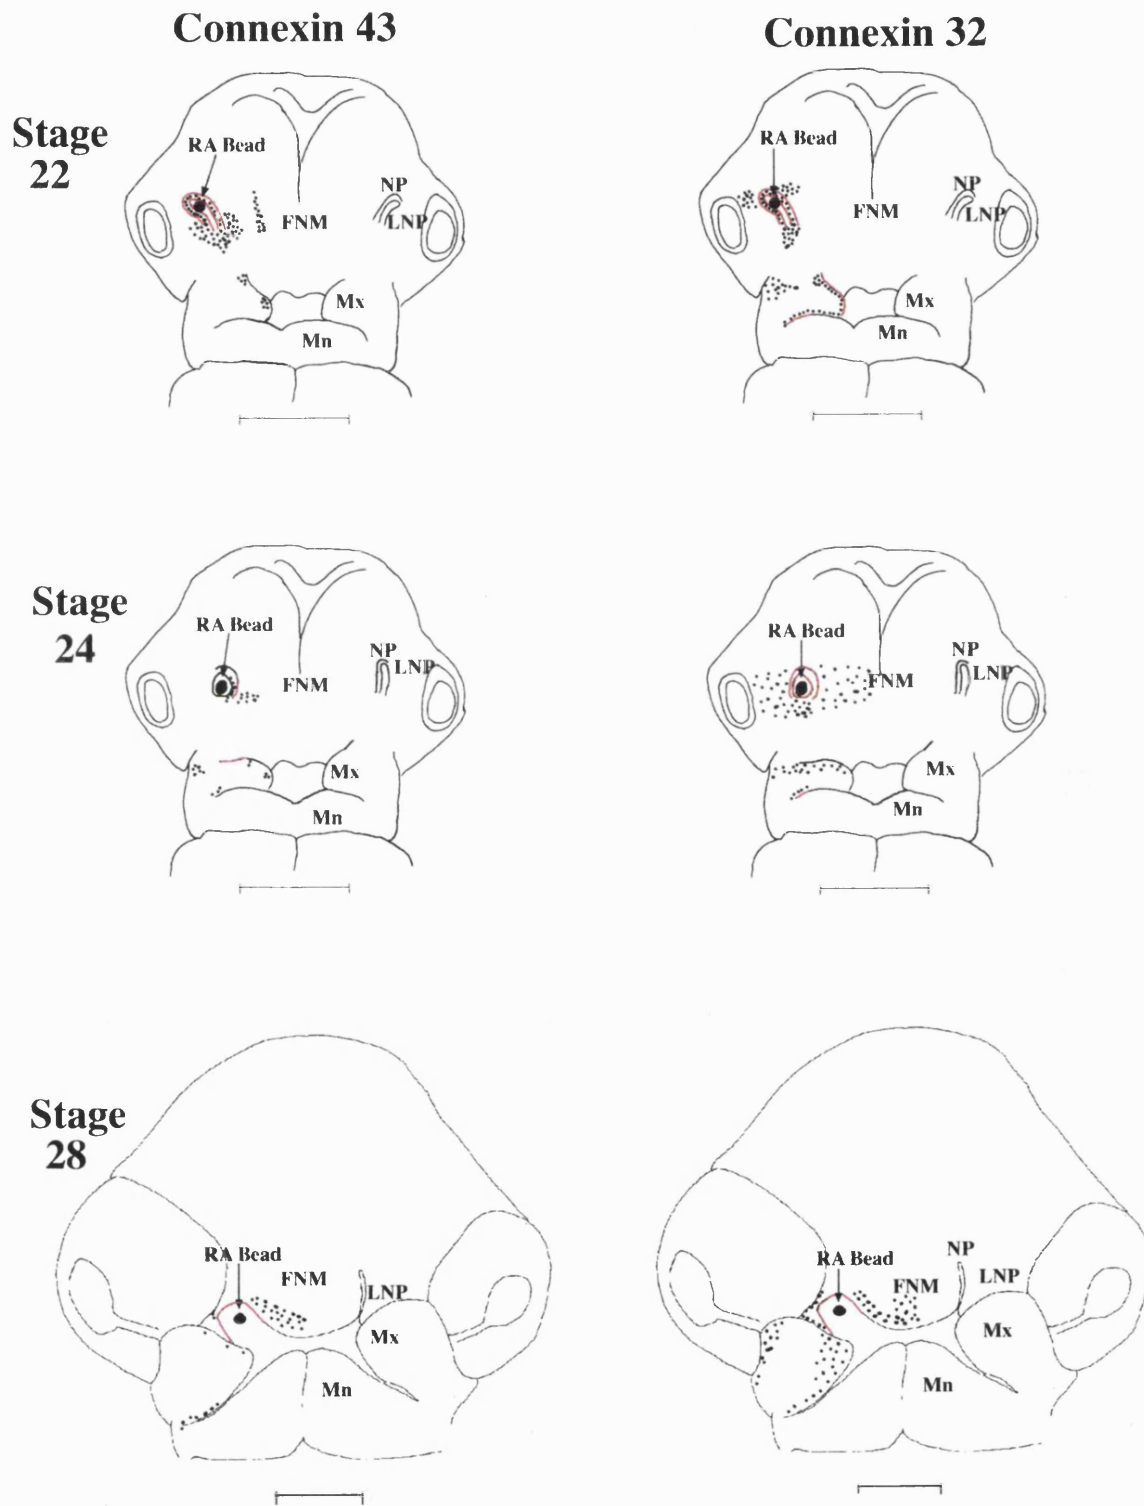 Connexin 43
Connexin 32
Stage
22
RA Bead
NP
FNM
LNP
Mx
Mn
RA Bead
NP
FNM
LNP
Mx
Mn
Stage
24
RA Bead
NP
LNP
FNM
Mx
Mn
RA Bead
NP
FNM
LNP
Mx
Mn
Stage
28
RA Bead
FNM
LNP
Mx
Mn
RA Bead
NP
FNM
LNP
Mx
Mn